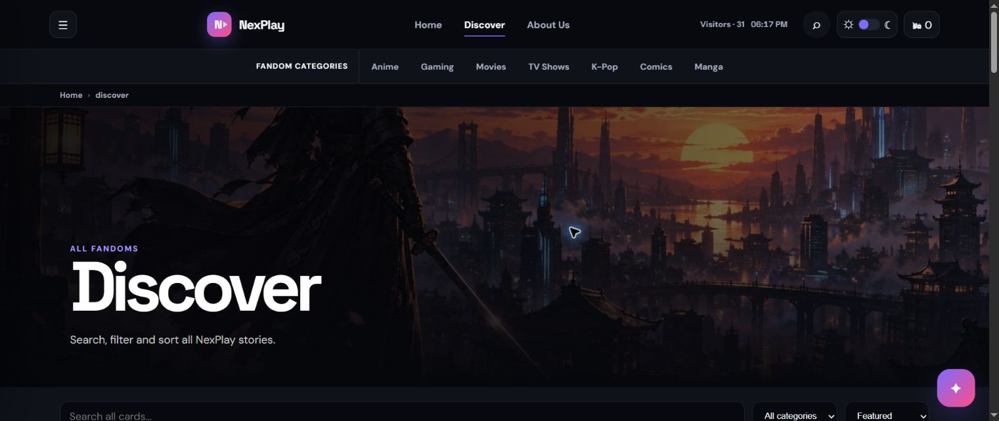 ☰ N NexPlay Home Discover About Us Visitors · 31 06:17 PM 0
FANDOM CATEGORIES Anime Gaming Movies TV Shows K-Pop Comics Manga
Home › discover
ALL FANDOMS
Discover
Search, filter and sort all NexPlay stories.
Search all cards... All categories Featured